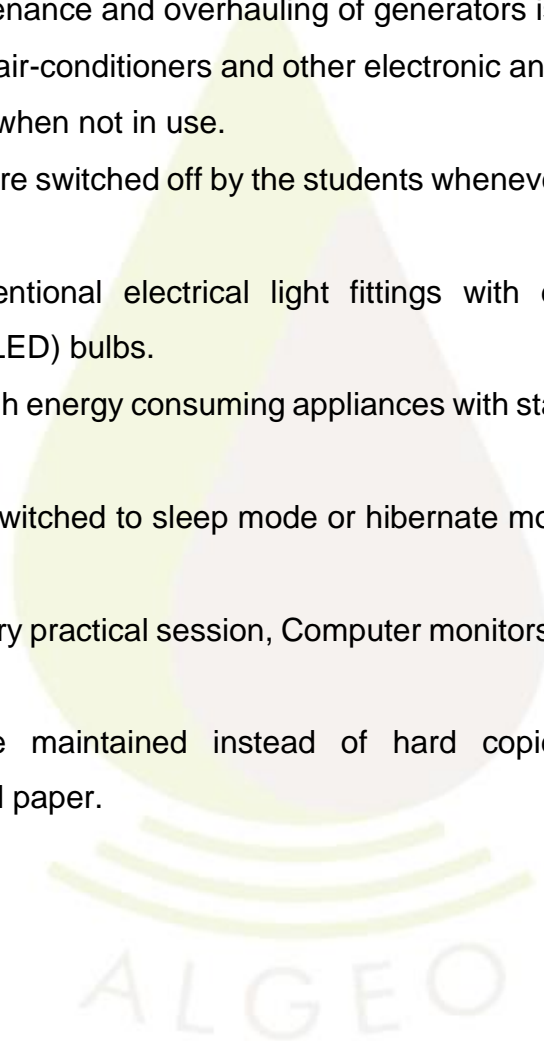 enance and overhauling of generators i
air-conditioners and other electronic an
when not in use.
re switched off by the students wheneve
entional electrical light fittings with
LED) bulbs.
h energy consuming appliances with sta
witched to sleep mode or hibernate mo
ry practical session, Computer monitors
maintained instead of hard copi
paper.
ALGEO